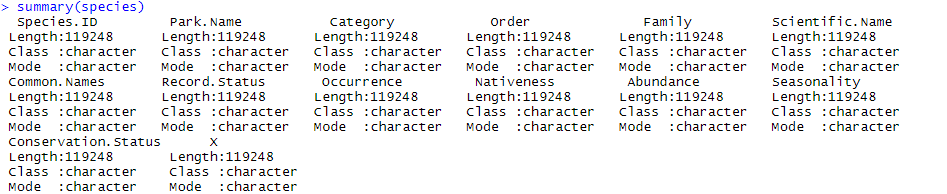 > summary(species)
Species.ID Park.Name Category Order Family Scientific.Name
Length:119248 Length:119248 Length:119248 Length:119248 Length:119248 Length:119248
Class :character Class :character Class :character Class :character Class :character Class :character
Mode :character Mode :character Mode :character Mode :character Mode :character Mode :character
Common.Names Record.Status Occurrence Nativeness Abundance Seasonality
Length:119248 Length:119248 Length:119248 Length:119248 Length:119248 Length:119248
Class :character Class :character Class :character Class :character Class :character Class :character
Mode :character Mode :character Mode :character Mode :character Mode :character Mode :character
Conservation.Status X
Length:119248 Length:119248
Class :character Class :character
Mode :character Mode :character